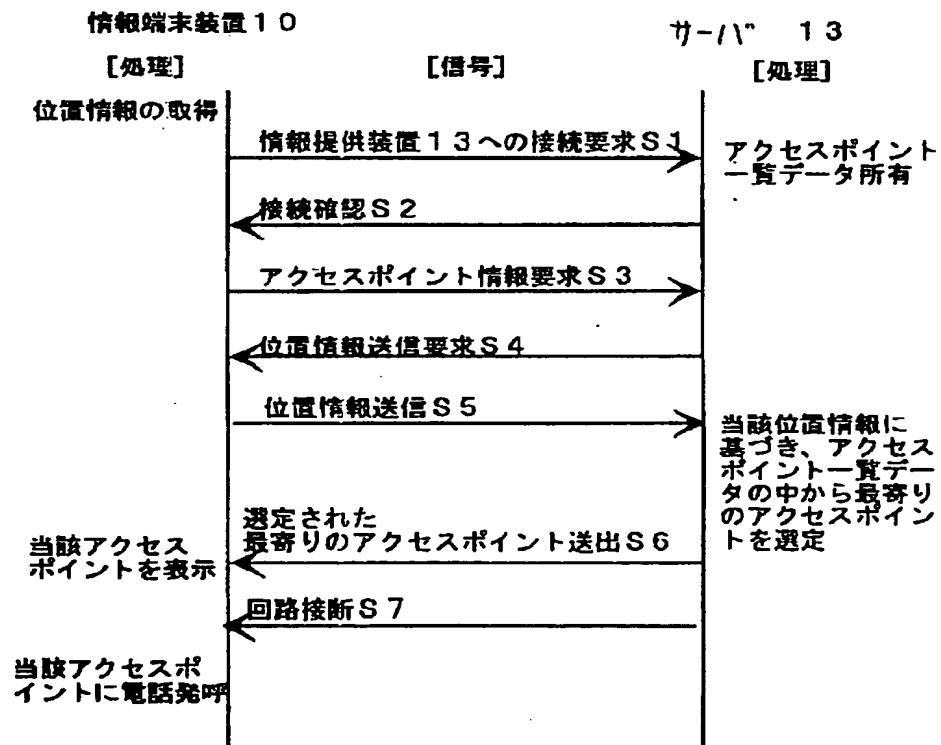 情報端末装置10
サーバ 13
[処理]
[信号]
[処理]
位置情報の取得
情報提供装置13への接続要求S1
アクセスポイント
一覧データ所有
接続確認S2
アクセスポイント情報要求S3
位置情報送信要求S4
位置情報送信S5
当該位置情報に
基づき、アクセス
ポイント一覧デー
タの中から最寄り
のアクセスポイン
トを選定
選定された
最寄りのアクセスポイント送出S6
当該アクセス
ポイントを表示
回路接断S7
当該アクセスポ
イントに電話発呼